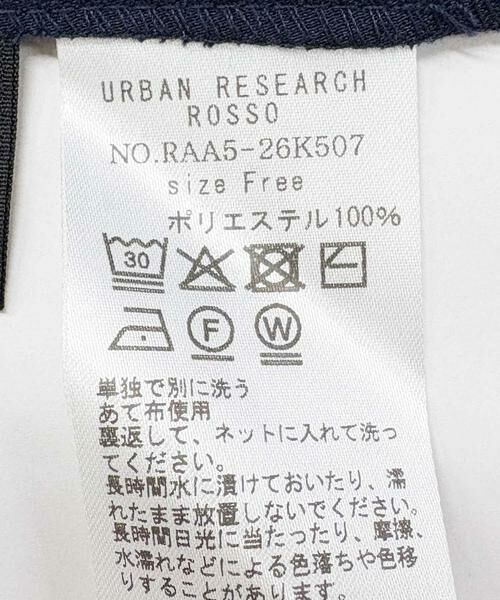 URBAN RESEARCH
ROSSO
NO.RAA5-26K507
size Free
ポリエステル100%
30
F W
単独で別に洗う
あて布使用
裏返して、ネットに入れて洗っ
てください。
長時間水に漬けておいたり、濡
れたまま放置しないでください。
長時間日光に当たったり、摩擦、
水濡れなどによる色落ちや色移
りすることがあります。